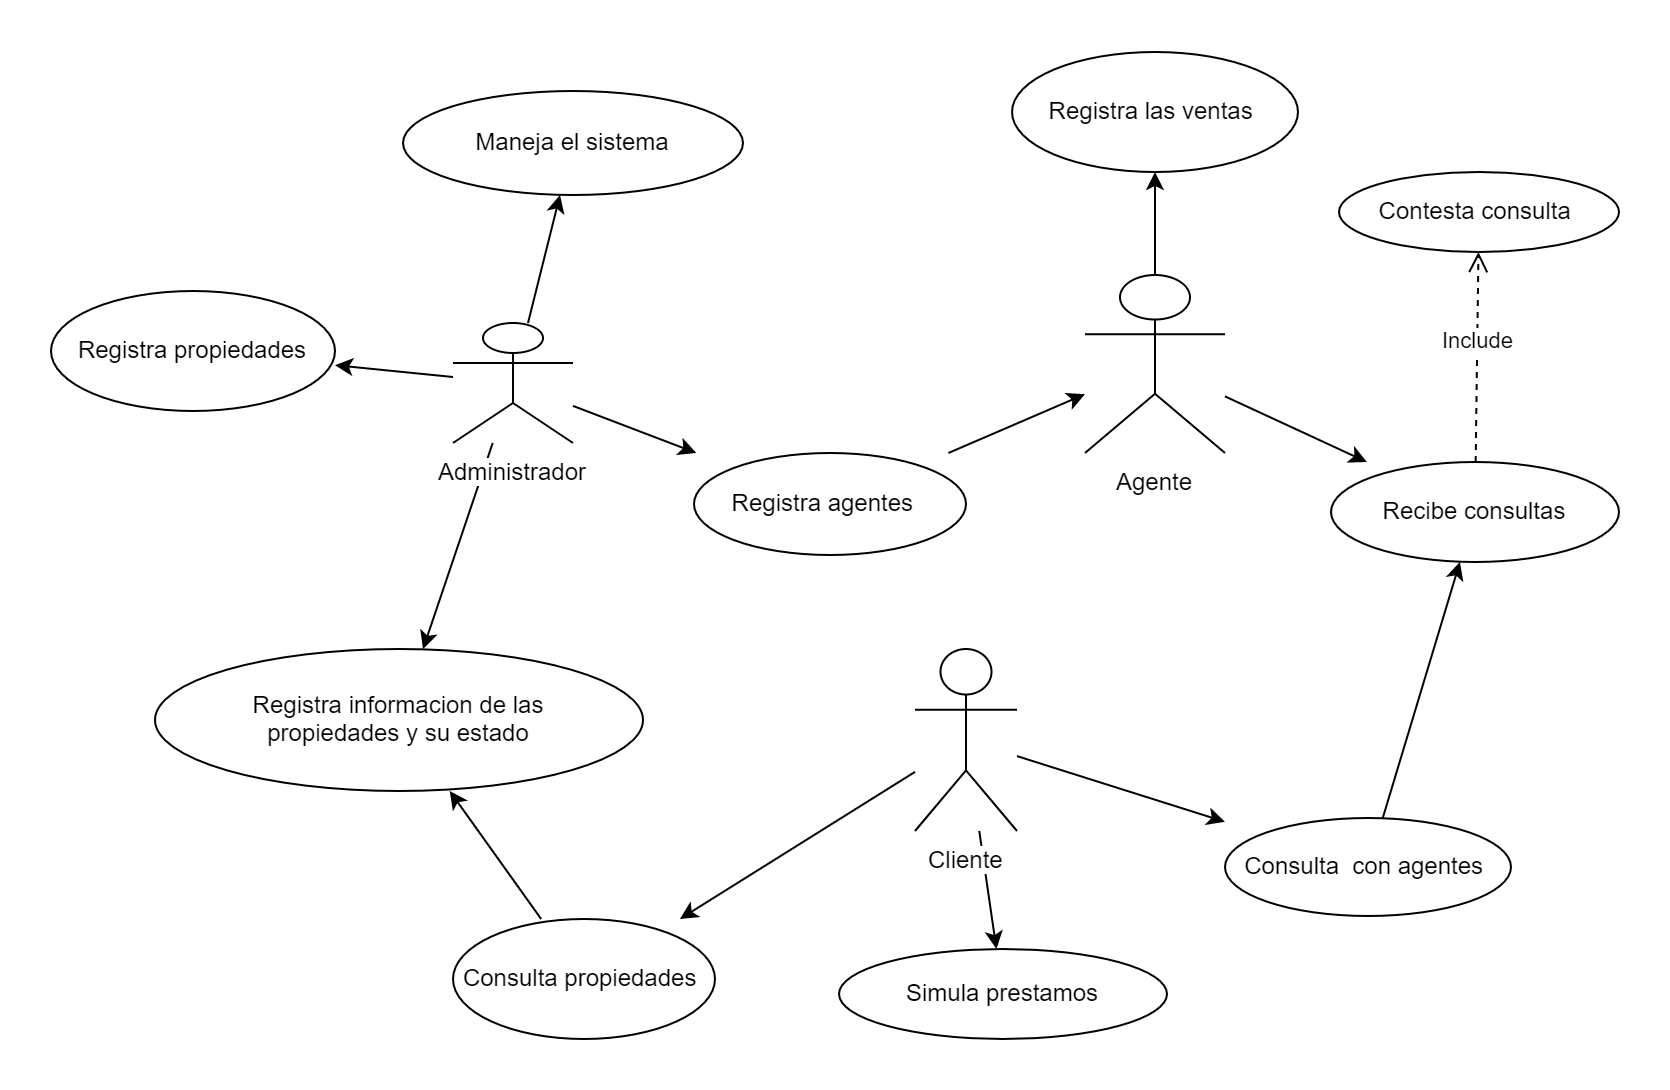 Registra las ventas
Maneja el sistema
Contesta consulta
Include
Registra propiedades
Administrador
Agente
Registra agentes
Recibe consultas
Registra informacion de las
propiedades y su estado
Cliente
Consulta  con agentes
Consulta propiedades
Simula prestamos